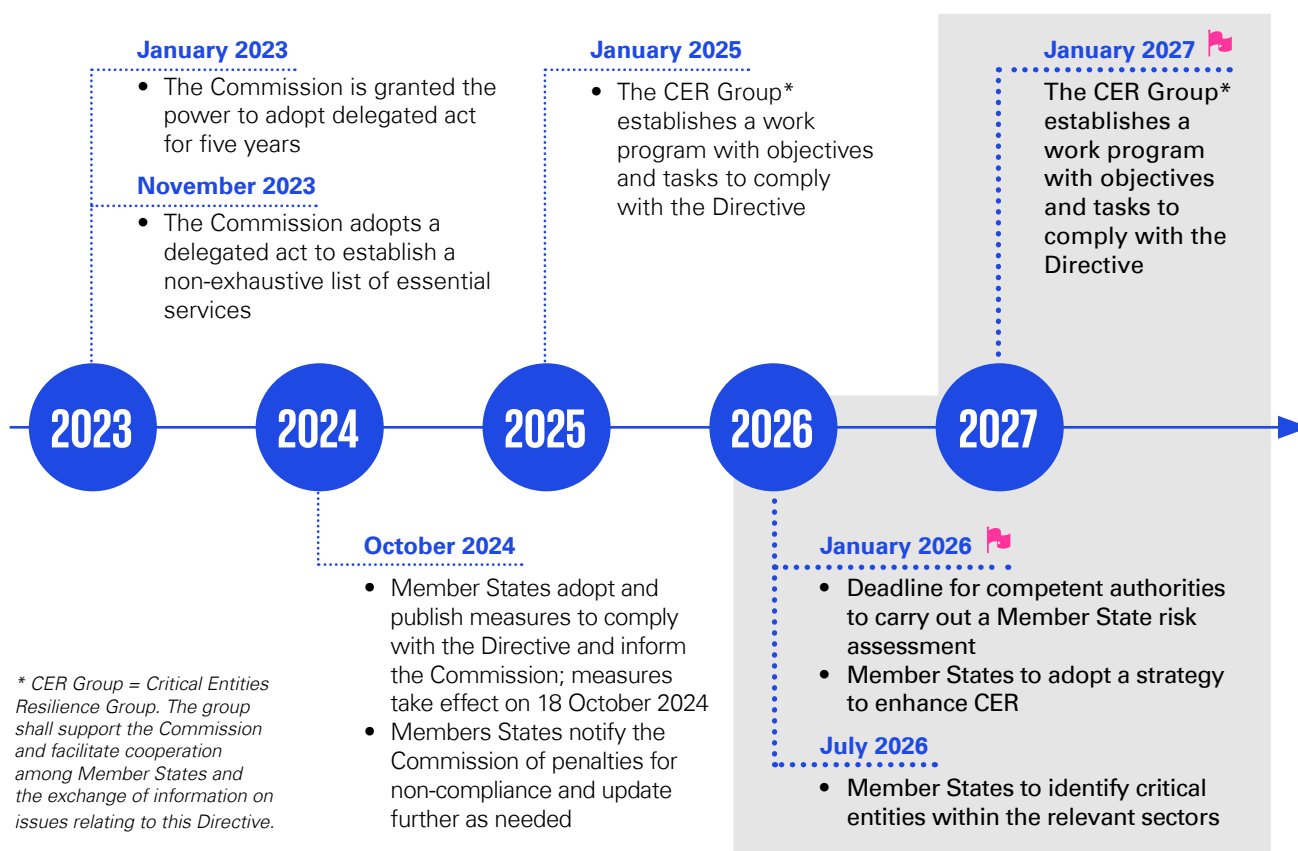 January 2023
• The Commission is granted the
power to adopt delegated act
for five years
November 2023
• The Commission adopts a
delegated act to establish a
non-exhaustive list of essential
services
January 2025
• The CER Group*
establishes a work
program with objectives
and tasks to comply
with the Directive
January 2027
The CER Group*
establishes a
work program
with objectives
and tasks to
comply with the
Directive
2023
2024
2025
2026
2027
October 2024
• Member States adopt and
publish measures to comply
with the Directive and inform
the Commission; measures
take effect on 18 October 2024
• Members States notify the
Commission of penalties for
non-compliance and update
further as needed
January 2026
• Deadline for competent authorities
to carry out a Member State risk
assessment
• Member States to adopt a strategy
to enhance CER
July 2026
• Member States to identify critical
entities within the relevant sectors
* CER Group = Critical Entities
Resilience Group. The group
shall support the Commission
and facilitate cooperation
among Member States and
the exchange of information on
issues relating to this Directive.